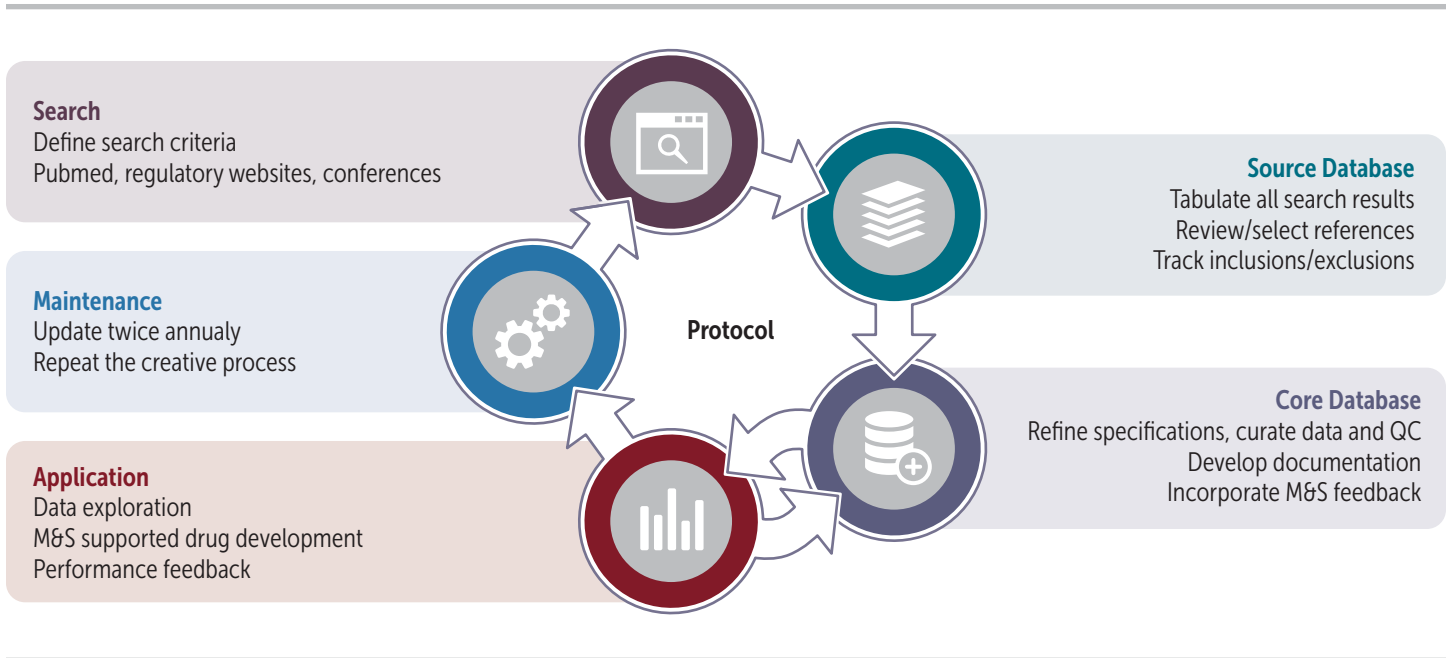 Search
Define search criteria
Pubmed, regulatory websites, conferences
Source Database
Tabulate all search results
Review/select references
Track inclusions/exclusions
Maintenance
Update twice annualy
Repeat the creative process
Protocol
Core Database
Refine specifications, curate data and QC
Develop documentation
Incorporate M&S feedback
Application
Data exploration
M&S supported drug development
Performance feedback